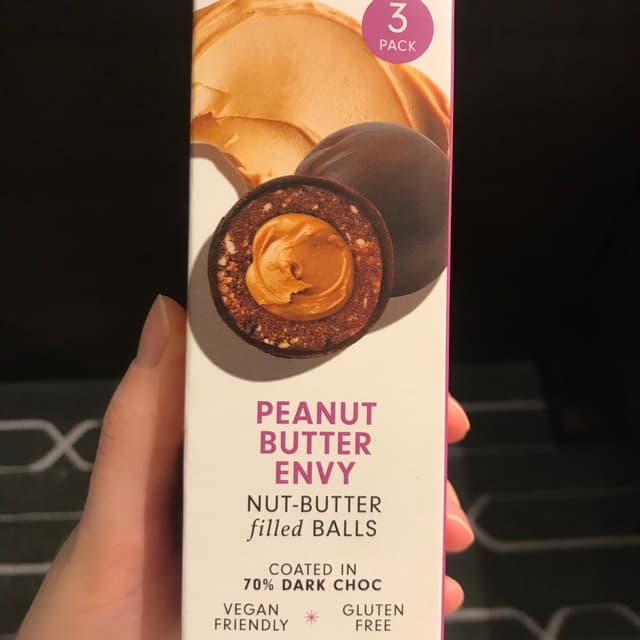 3
PACK
PEANUT
BUTTER
ENVY
NUT-BUTTER
filled BALLS
COATED IN
70% DARK CHOC
VEGAN
FRIENDLY
*
GLUTEN
FREE